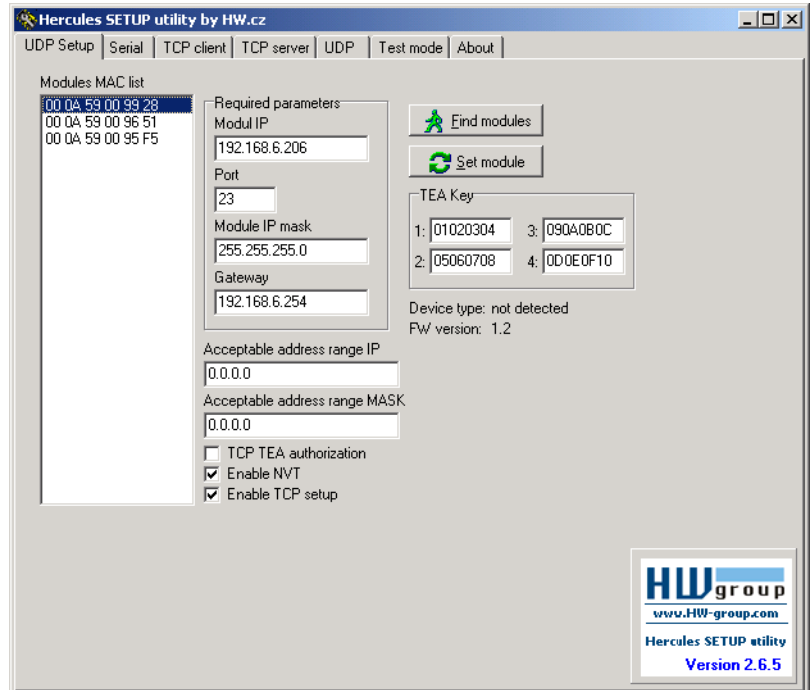 Hercules SETUP utility by HW.cz
UDP Setup Serial TCP client TCP server UDP Test mode About
Modules MAC list
00 0A 59 00 99 28
00 0A 59 00 96 51
00 0A 59 00 95 F5
Required parameters
Modul IP
192.168.6.206
Port
23
Module IP mask
255.255.255.0
Gateway
192.168.6.254
Find modules
Set module
TEA Key
1: 01020304 3: 090A0B0C
2: 05060708 4: 0D0E0F10
Device type: not detected
FW version: 1.2
Acceptable address range IP
0.0.0.0
Acceptable address range MASK
0.0.0.0
TCP TEA authorization
Enable NVT
Enable TCP setup
HW group
www.HW-group.com
Hercules SETUP utility
Version 2.6.5